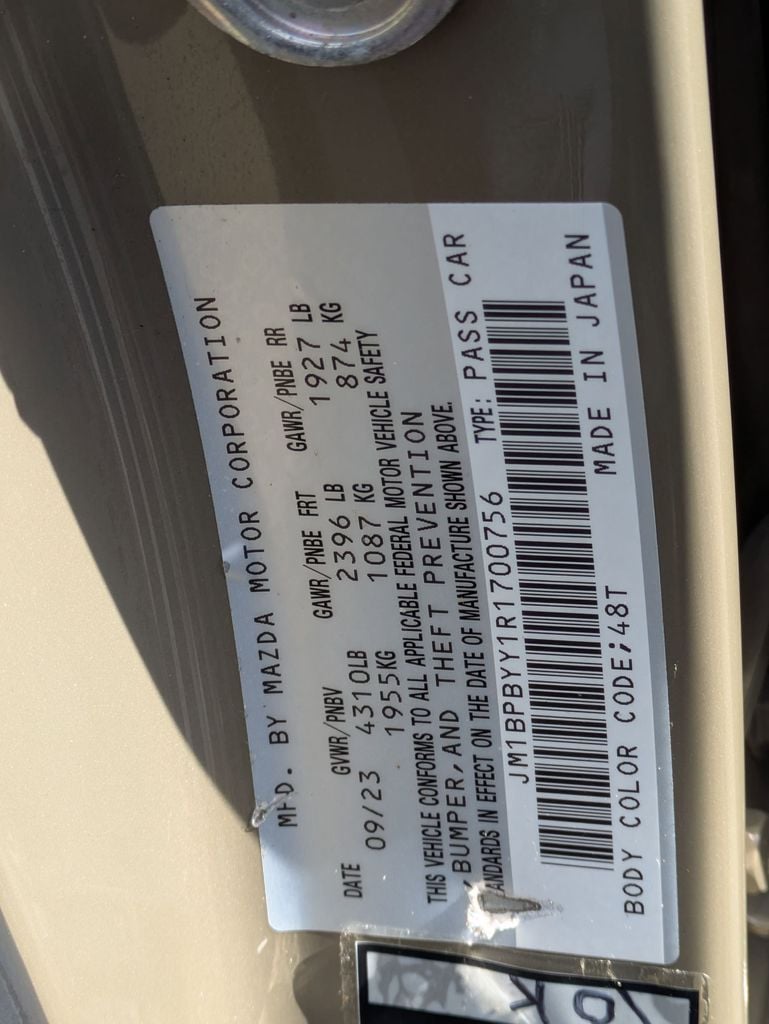 MFD. BY MAZDA MOTOR CORPORATION
DATE GVWR/PNBV GAWR/PNBE FRT GAWR/PNBE RR
09/23 4310LB 2396 LB 1927 LB
1955KG 1087 KG 874 KG
THIS VEHICLE CONFORMS TO ALL APPLICABLE FEDERAL MOTOR VEHICLE SAFETY
BUMPER, AND THEFT PREVENTION
ANDARDS IN EFFECT ON THE DATE OF MANUFACTURE SHOWN ABOVE.
JM1BPBYY1R1700756 TYPE: PASS CAR
BODY COLOR CODE;48T MADE IN JAPAN